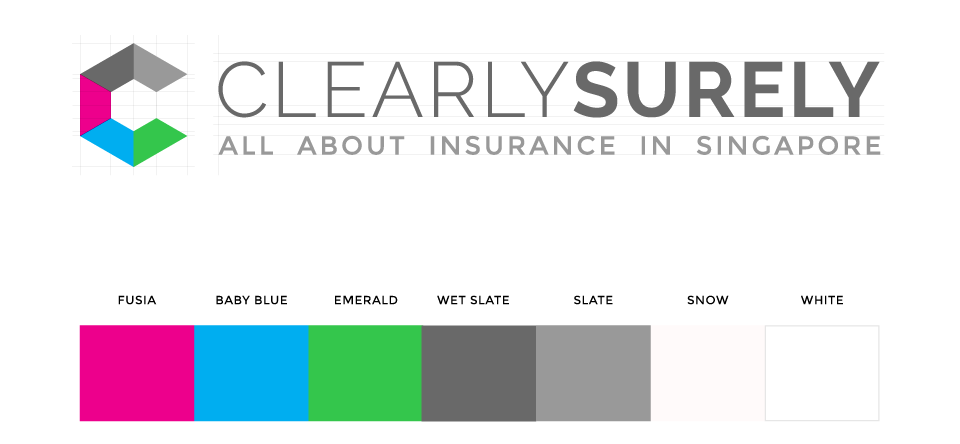 CLEARLYSURELY
ALL ABOUT INSURANCE IN SINGAPORE
FUSIA BABY BLUE EMERALD WET SLATE SLATE SNOW WHITE